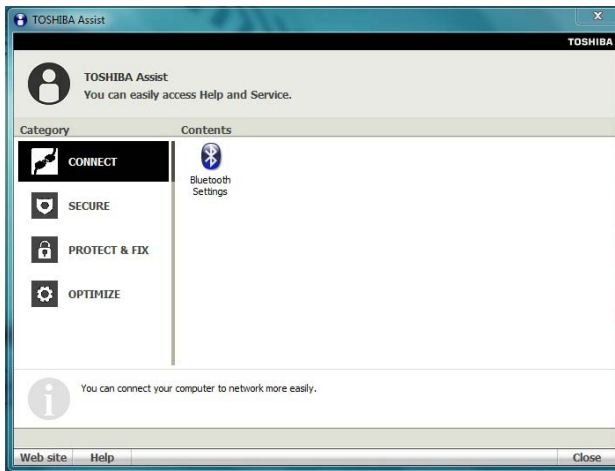 TOSHIBA Assist
x
TOSHIBA
TOSHIBA Assist
You can easily access Help and Service.
Category
Contents
CONNECT
SECURE
PROTECT & FIX
OPTIMIZE
Bluetooth
Settings
You can connect your computer to network more easily.
Web site
Help
Close